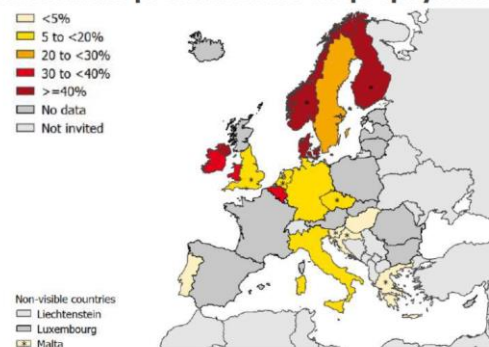 <5%
5 to <20%
20 to <30%
30 to <40%
>=40%
No data
Not invited
Non-visible countries
Liechtenstein
Luxembourg
Malta